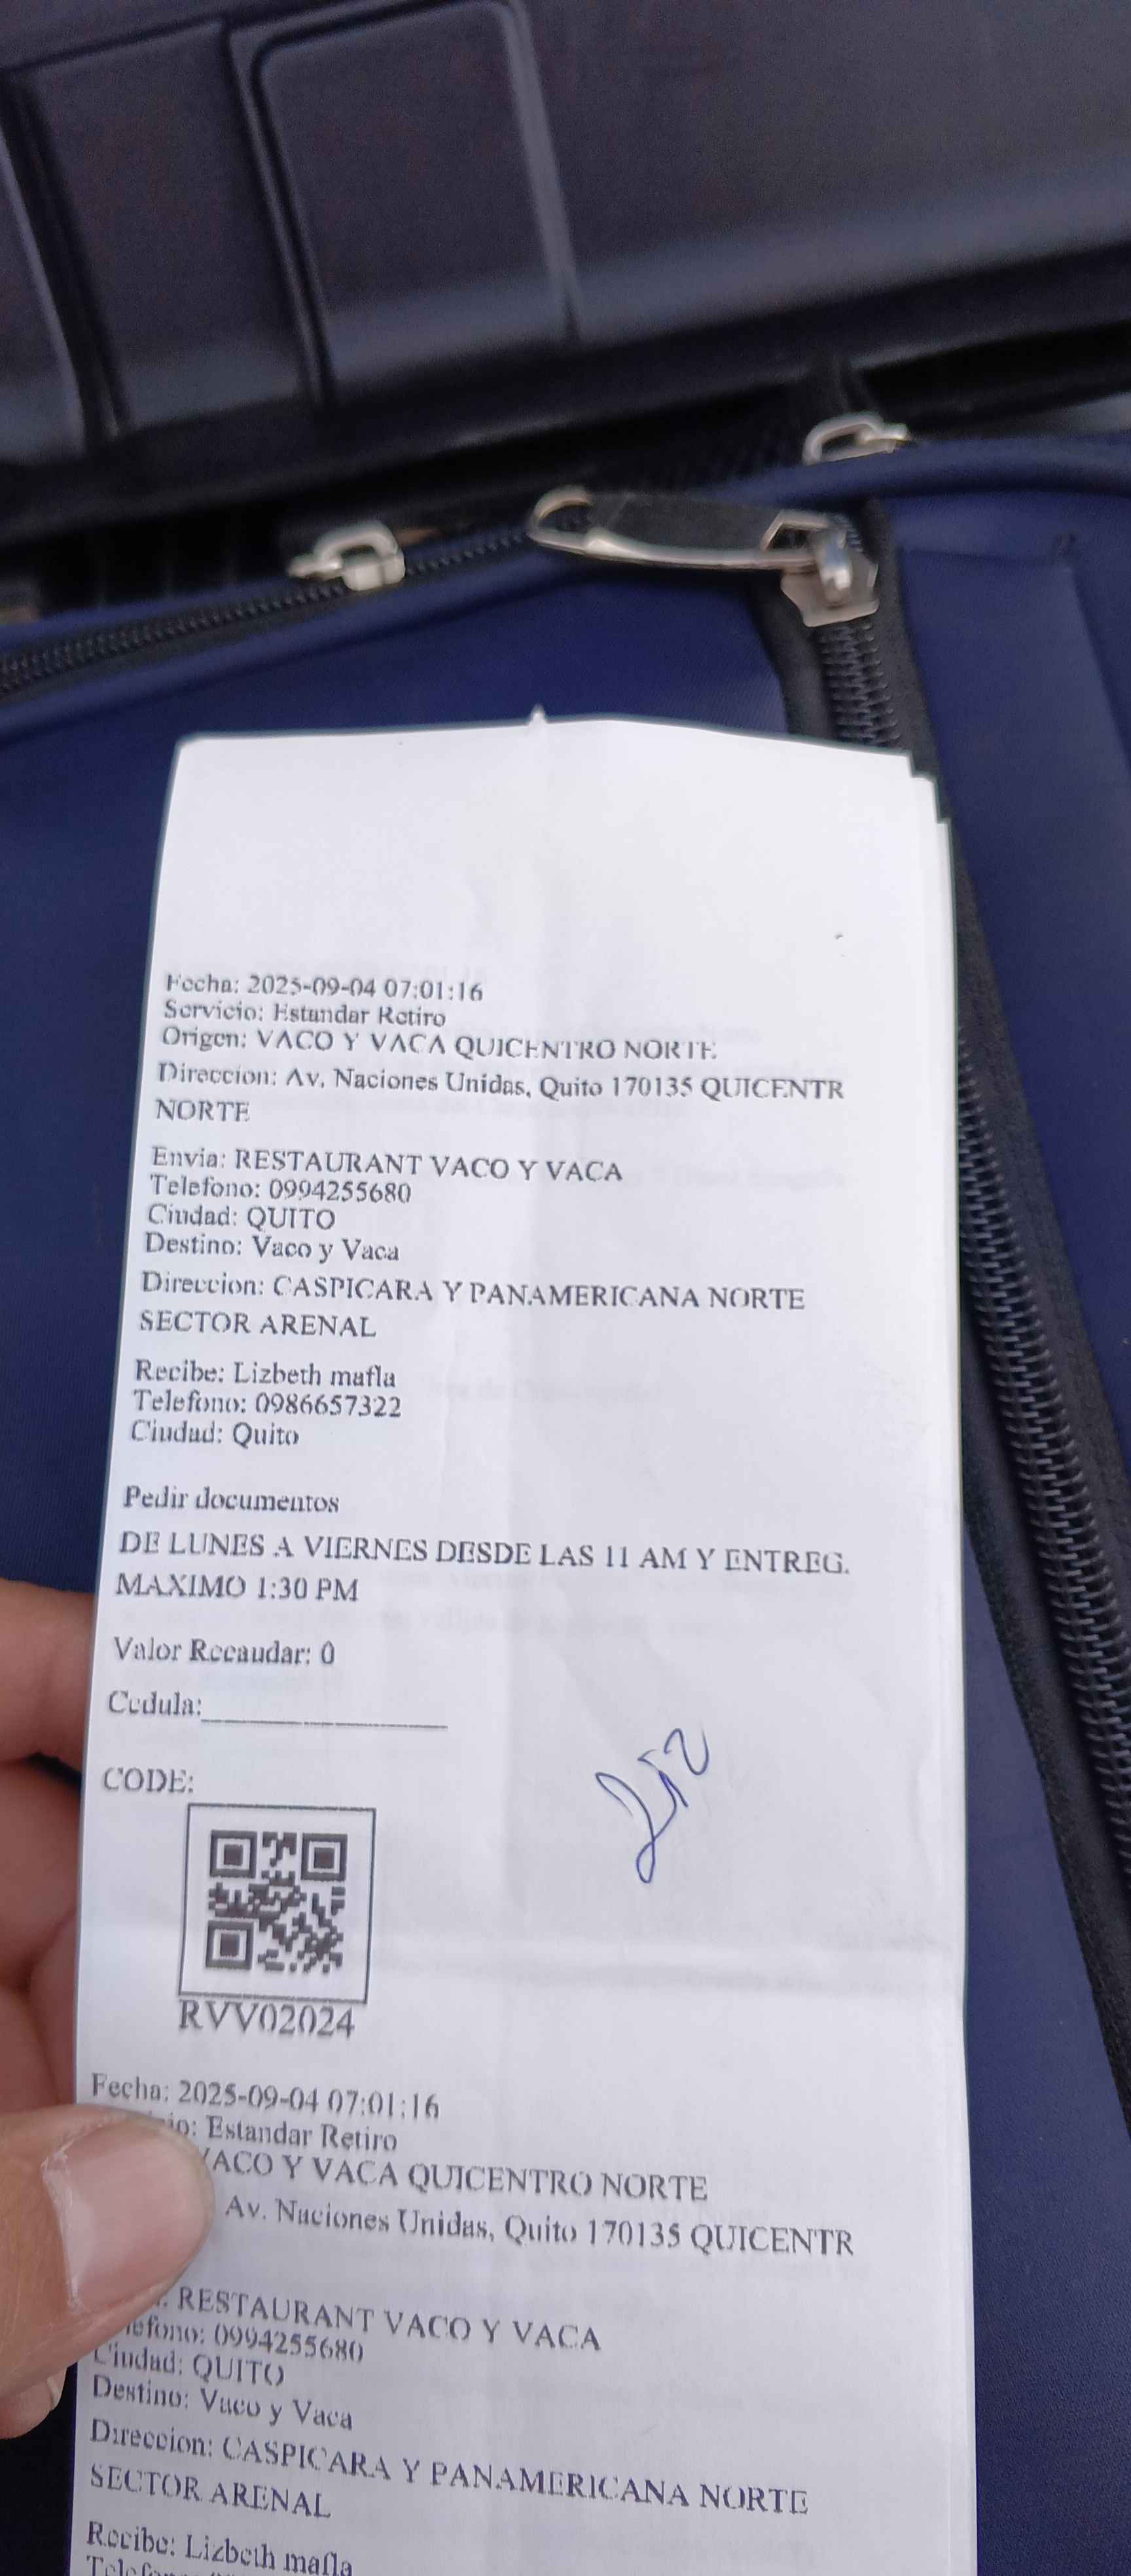 Fecha: 2025-09-04 07:01:16
Servicio: Estandar Retiro
Origen: VACO Y VACA QUICENTRO NORTE
Direccion: Av. Naciones Unidas, Quito 170135 QUICENTR
NORTE
Envia: RESTAURANT VACO Y VACA
Telefono: 0994255680
Ciudad: QUITO
Destino: Vaco y Vaca
Direccion: CASPICARA Y PANAMERICANA NORTE
SECTOR ARENAL
Recibe: Lizbeth mafla
Telefono: 0986657322
Ciudad: Quito
Pedir documentos
DE LUNES A VIERNES DESDE LAS 11 AM Y ENTREG.
MAXIMO 1:30 PM
Valor Recaudar: 0
Cedula:
CODE:
Liz
RVV02024
Fecha: 2025-09-04 07:01:16
io: Estandar Retiro
VACO Y VACA QUICENTRO NORTE
Av. Naciones Unidas, Quito 170135 QUICENTR
: RESTAURANT VACO Y VACA
lefono: 0994255680
Ciudad: QUITO
Destino: Vaco y Vaca
Direccion: CASPICARA Y PANAMERICANA NORTE
SECTOR ARENAL
Recibe: Lizbeth mafla